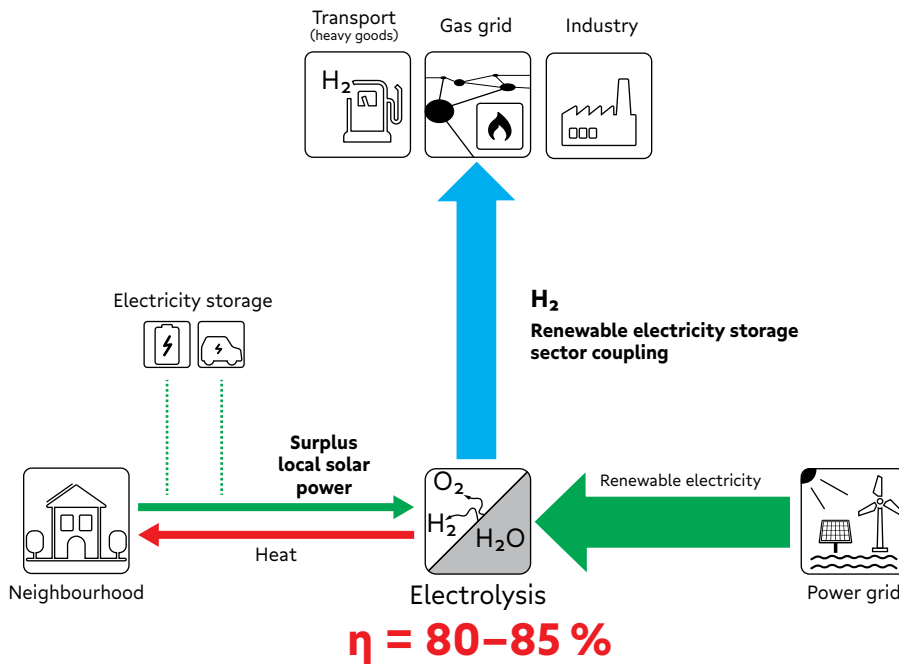 Transport
(heavy goods)
Gas grid
Industry
H₂
Electricity storage
H₂
Renewable electricity storage
sector coupling
Surplus
local solar
power
Renewable electricity
O₂
H₂
H₂O
Heat
Neighbourhood
Electrolysis
Power grid
η = 80–85 %